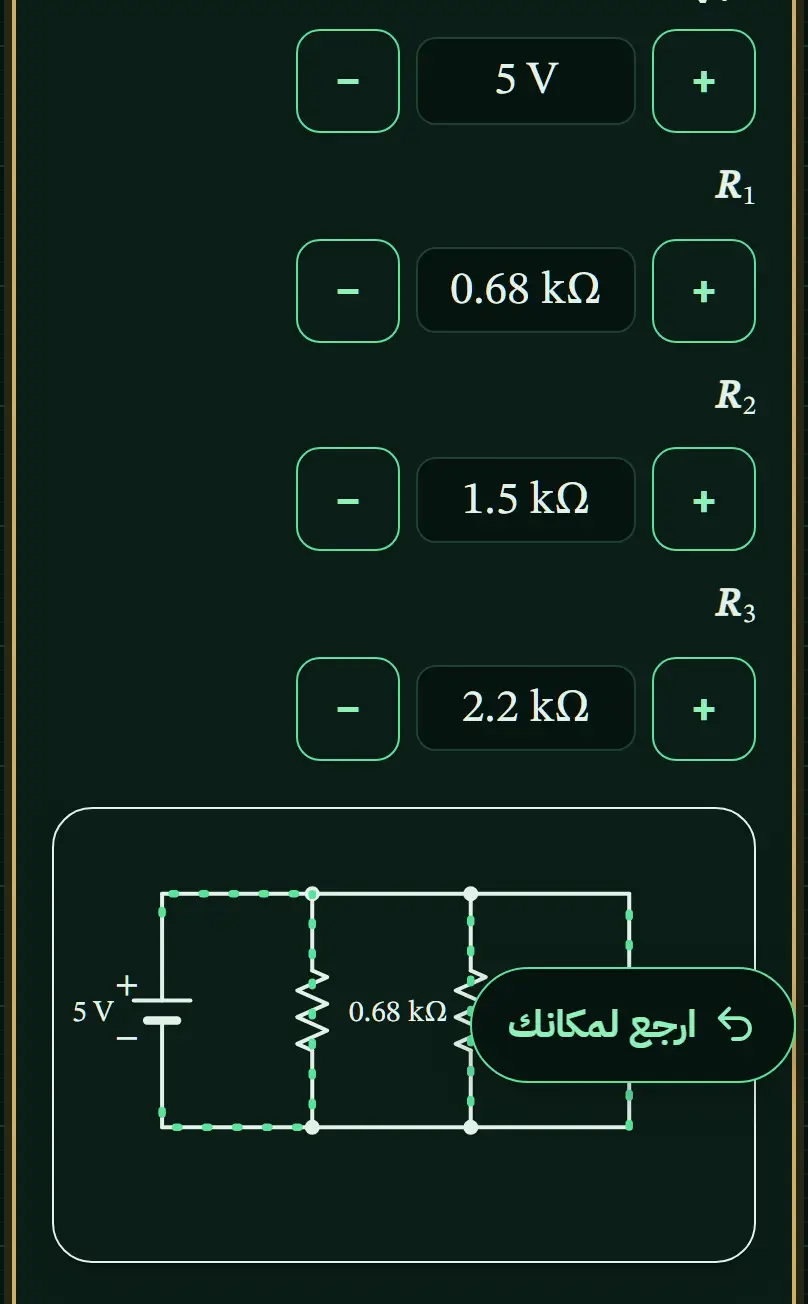 − 5 V +
R₁
− 0.68 kΩ +
R₂
− 1.5 kΩ +
R₃
− 2.2 kΩ +
+
5 V
−
0.68 kΩ
ارجع لمكانك